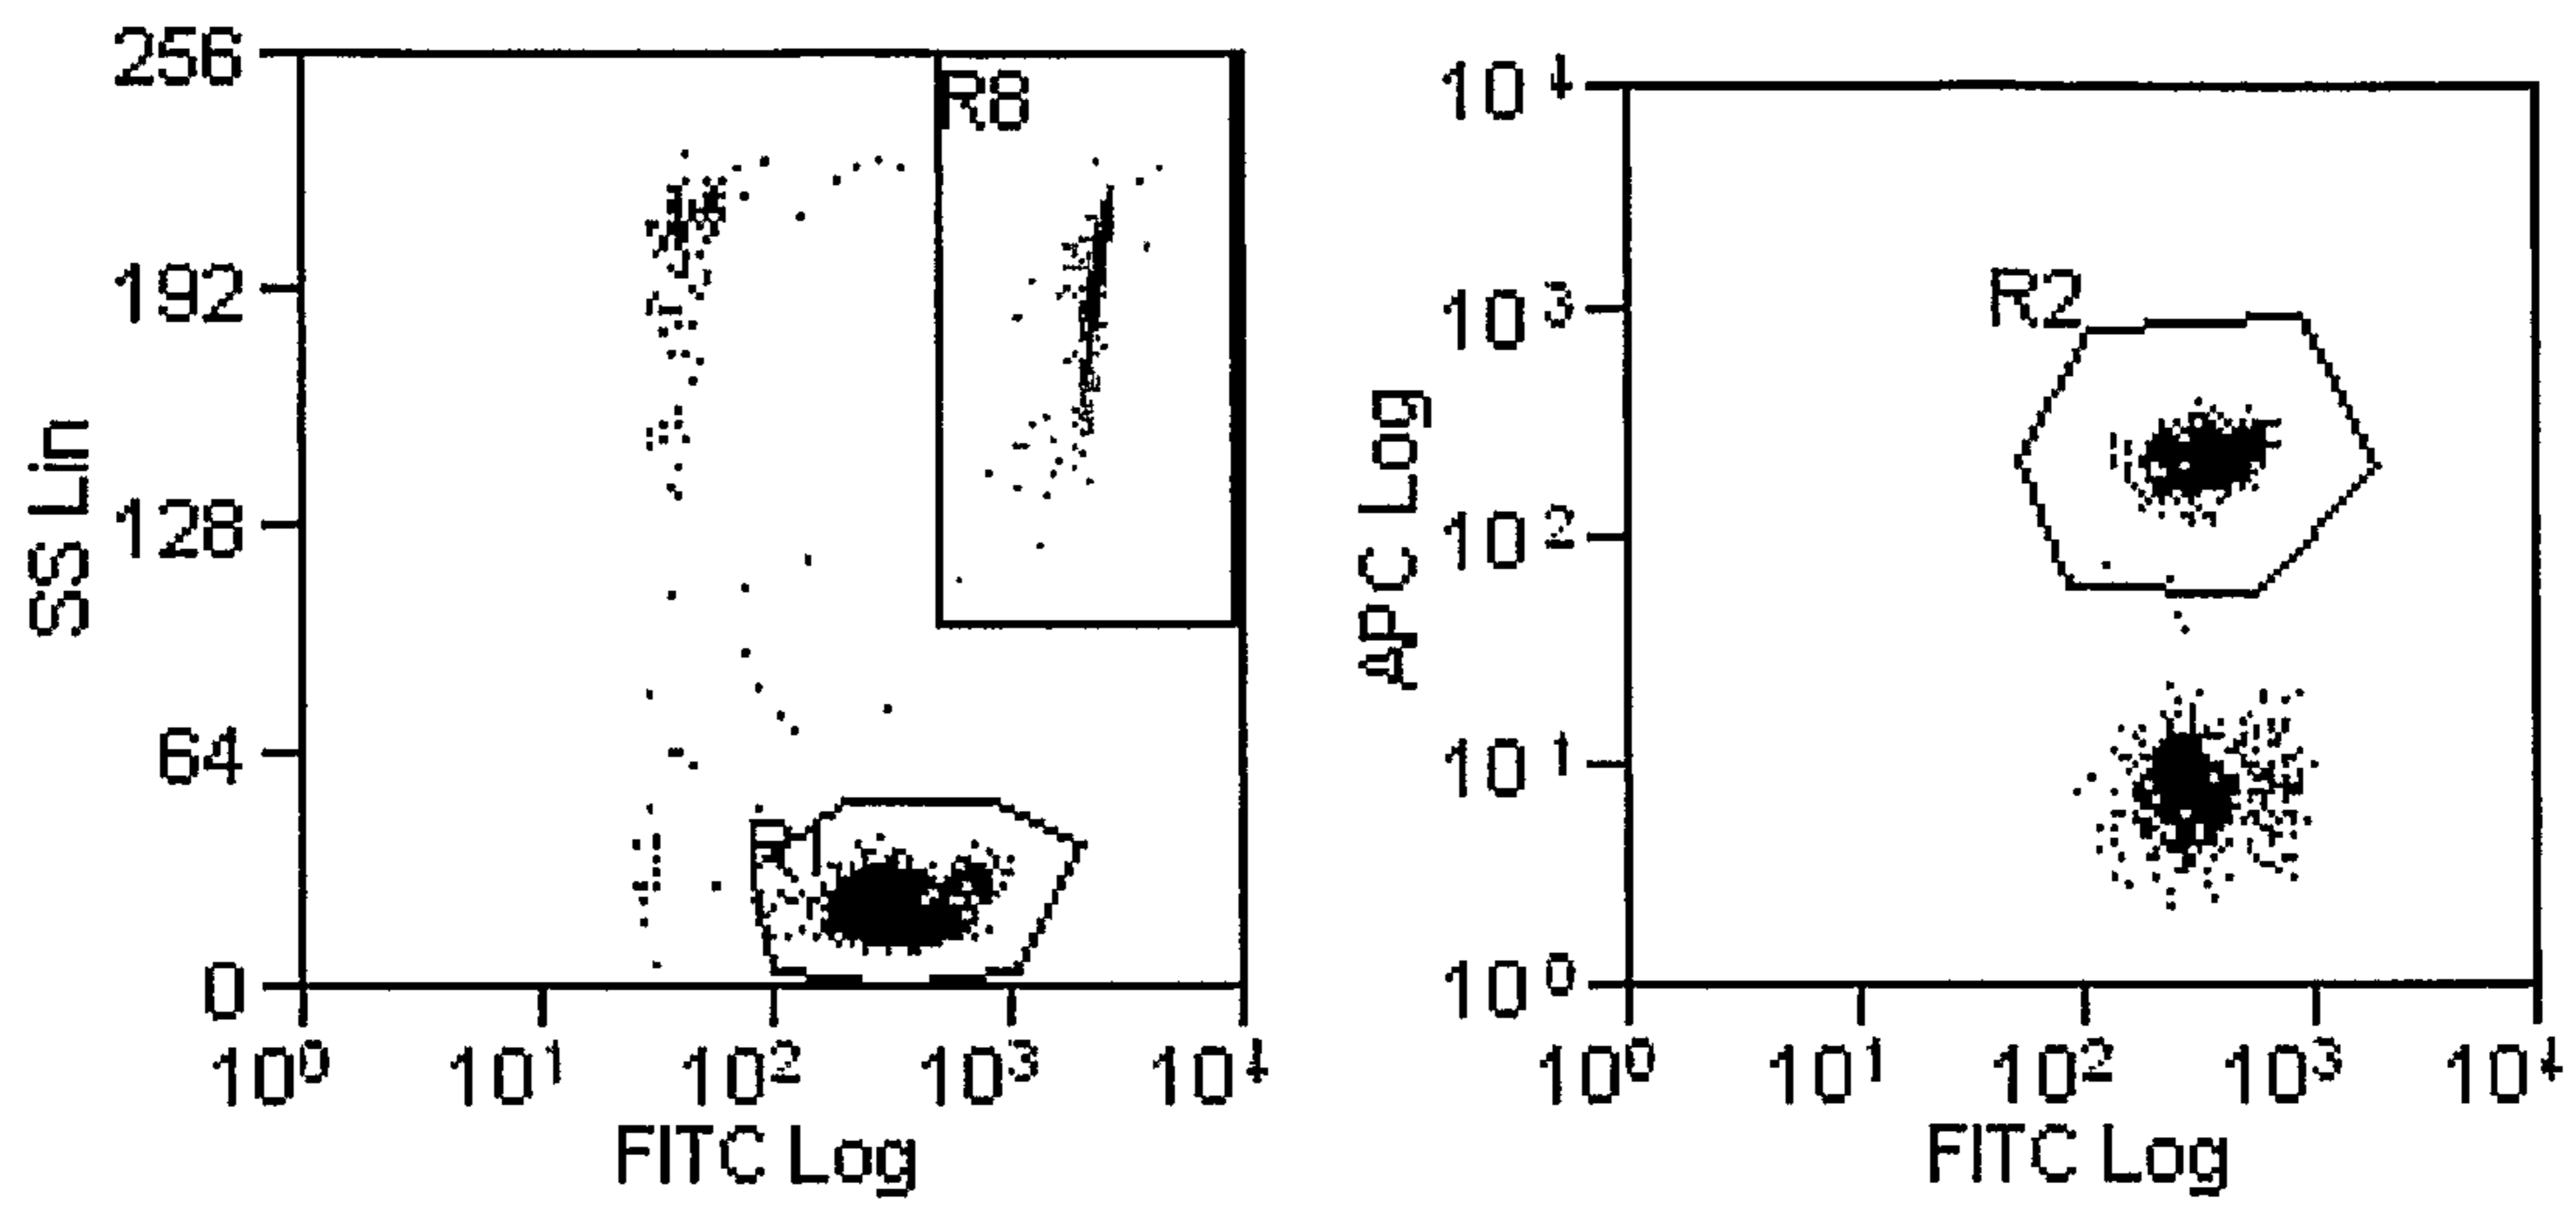 256
192
128
64
0
SS Lin
R8
R1
10⁰ 10¹ 10² 10³ 10⁴
FITC Log
10⁴
10³
10²
10¹
10⁰
APC Log
R2
10⁰ 10¹ 10² 10³ 10⁴
FITC Log